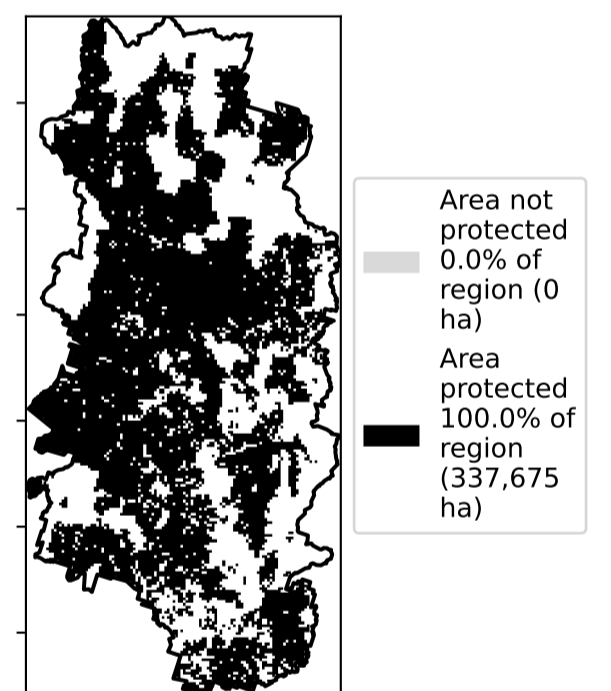 Area not
protected
0.0% of
region (0
ha)
Area
protected
100.0% of
region
(337,675
ha)